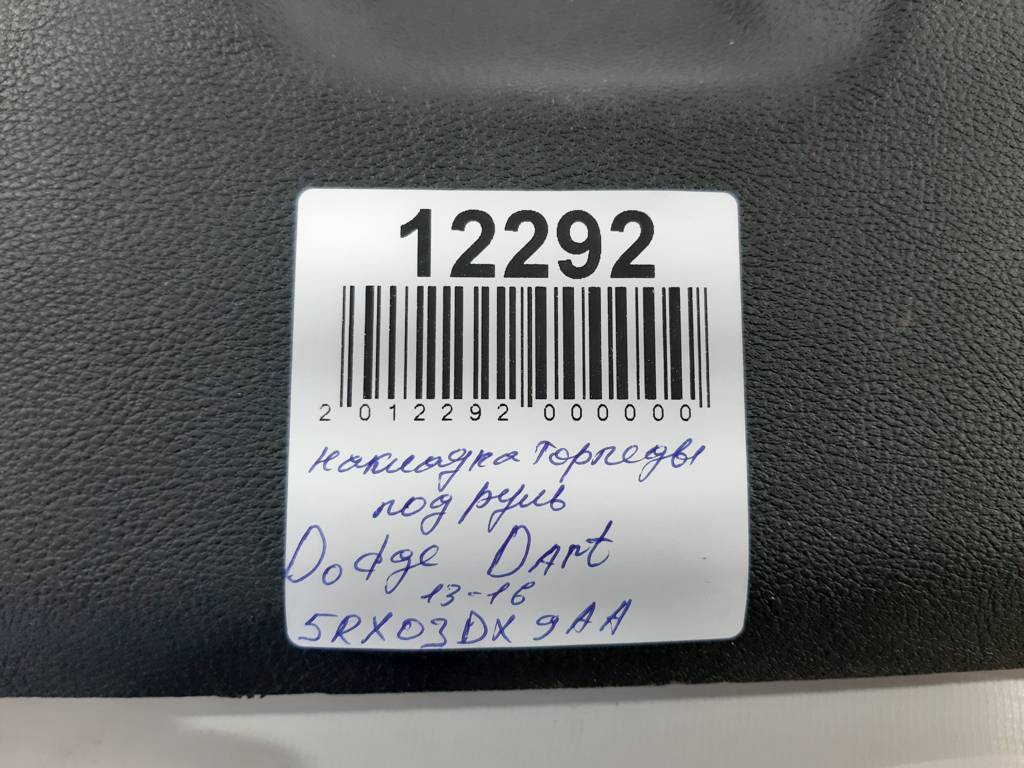 12292
2 012292 000000
накладка торпеды
под руль
Dodge Dart
13-16
5RX03DX9AA